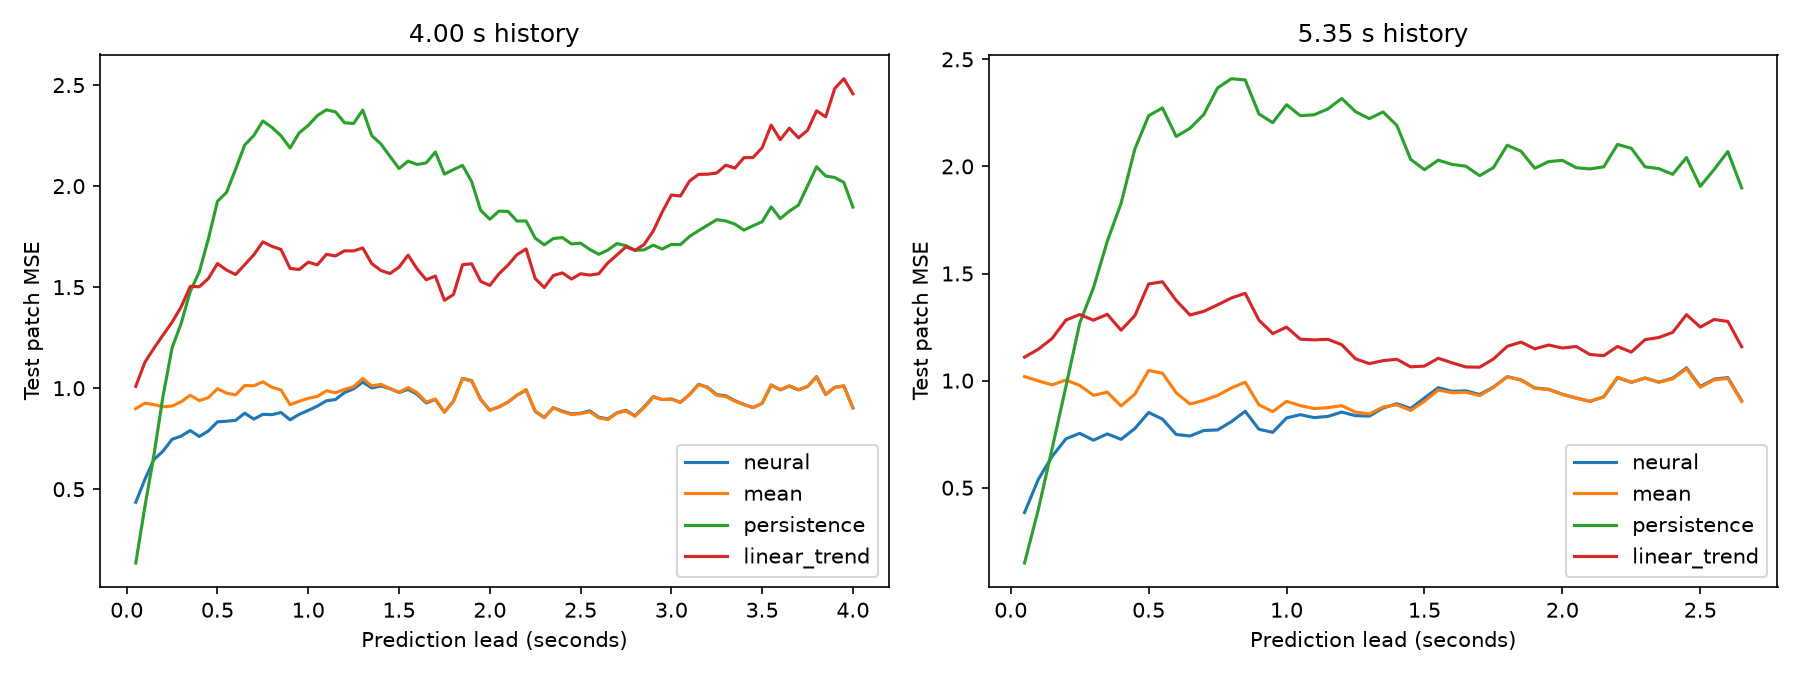 4.00 s history
Test patch MSE
2.5
2.0
1.5
1.0
0.5
0.0
0.5
1.0
1.5
2.0
2.5
3.0
3.5
4.0
Prediction lead (seconds)
neural
mean
persistence
linear_trend
5.35 s history
Test patch MSE
2.5
2.0
1.5
1.0
0.5
0.0
0.5
1.0
1.5
2.0
2.5
Prediction lead (seconds)
neural
mean
persistence
linear_trend